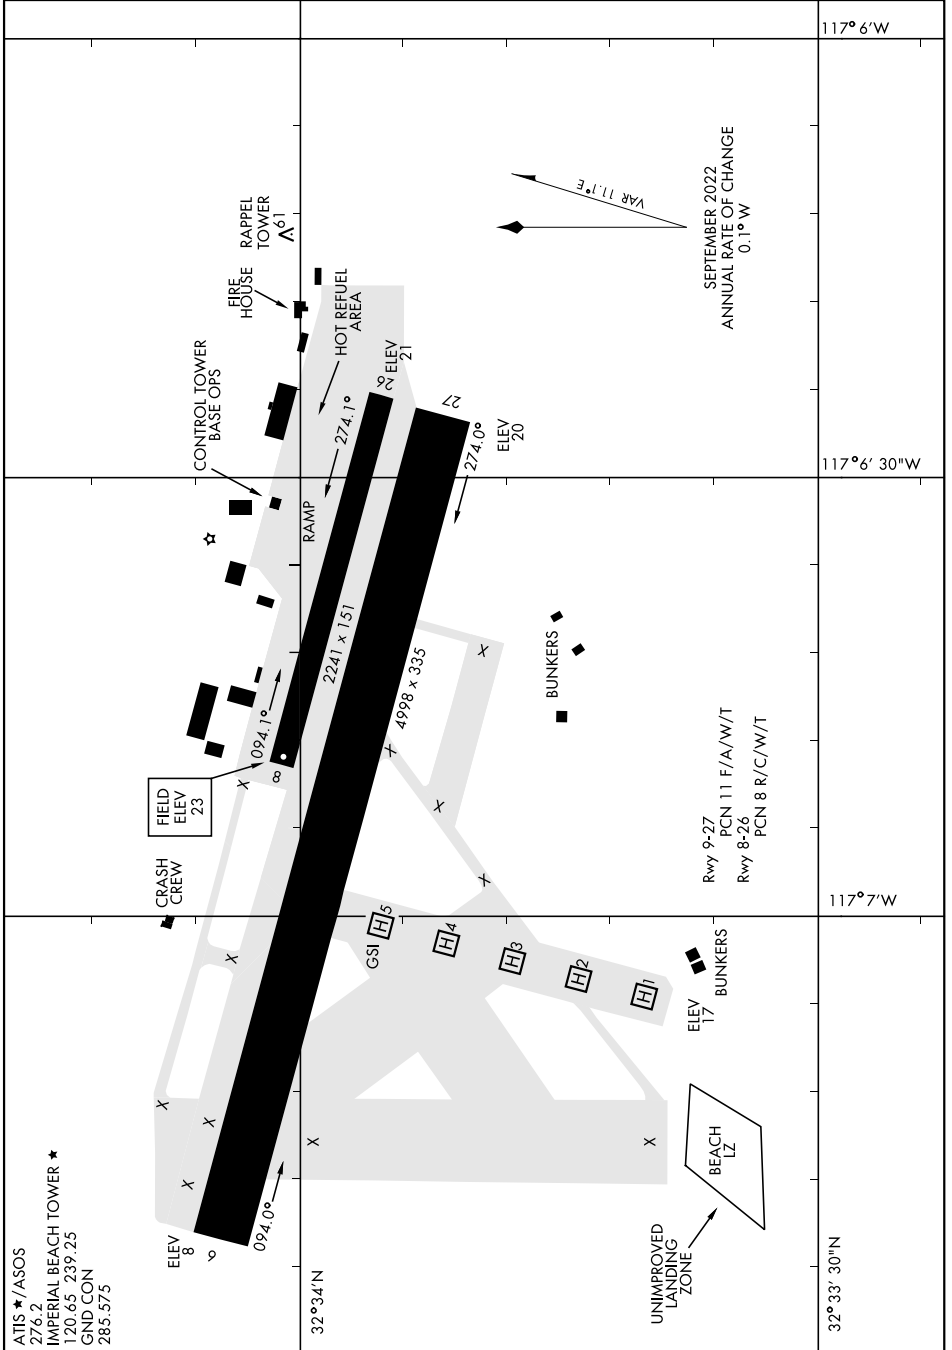 ATIS ★/ASOS
276.2
IMPERIAL BEACH TOWER ★
120.65 239.25
GND CON
285.575
117° 6′W
RAPPEL
TOWER
61
FIRE
HOUSE
HOT REFUEL
AREA
CONTROL TOWER
BASE OPS
VAR 11.1° E
SEPTEMBER 2022
ANNUAL RATE OF CHANGE
0.1° W
26
ELEV
21
27
ELEV
20
274.1°
274.0°
117° 6′ 30"W
RAMP
2241 x 151
4998 x 335
X
BUNKERS
094.1°
8
X
X
X
X
FIELD
ELEV
23
Rwy 9-27
PCN 11 F/A/W/T
Rwy 8-26
PCN 8 R/C/W/T
CRASH
CREW
117° 7′W
GSI
H 5
H 4
H 3
H 2
H 1
X
BUNKERS
ELEV
17
X
X
X
X
X
BEACH
LZ
094.0°
ELEV
8
9
UNIMPROVED
LANDING
ZONE
32° 34′N
32° 33′ 30"N